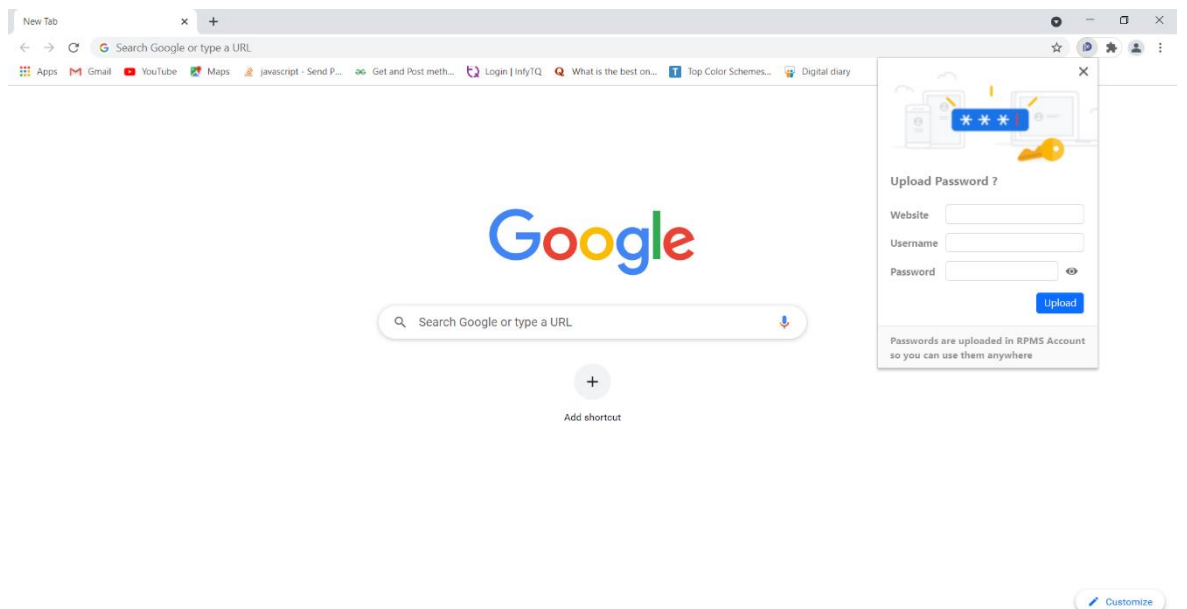 New Tab
Search Google or type a URL
Apps Gmail YouTube Maps javascript - Send P... Get and Post meth... Login | InfyTQ What is the best on... Top Color Schemes... Digital diary
***
Upload Password ?
Website
Username
Password
Upload
Passwords are uploaded in RPMS Account
so you can use them anywhere
Google
Search Google or type a URL
Add shortcut
Customize